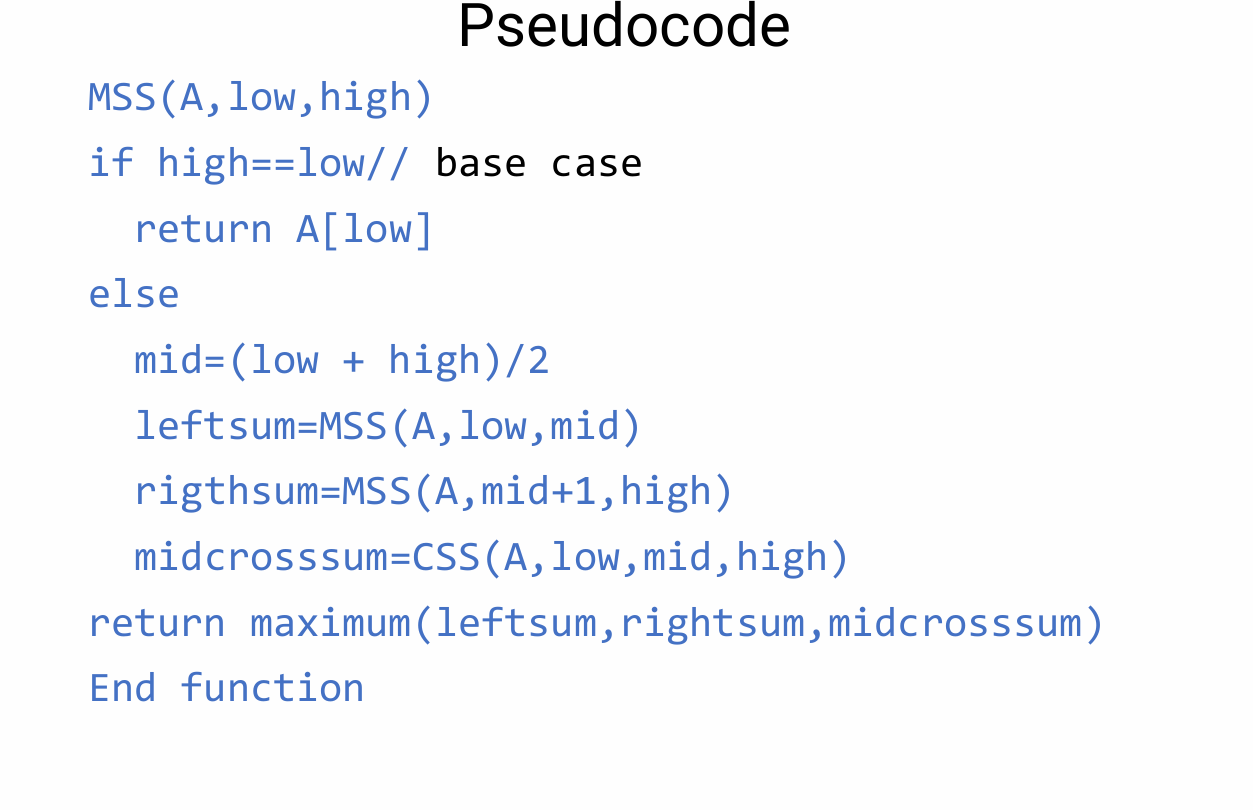 Pseudocode
MSS(A,low,high)
if high==low// base case
return A[low]
else
mid=(low + high)/2
leftsum=MSS(A,low,mid)
rigthsum=MSS(A,mid+1,high)
midcrosssum=CSS(A,low,mid,high)
return maximum(leftsum,rightsum,midcrosssum)
End function